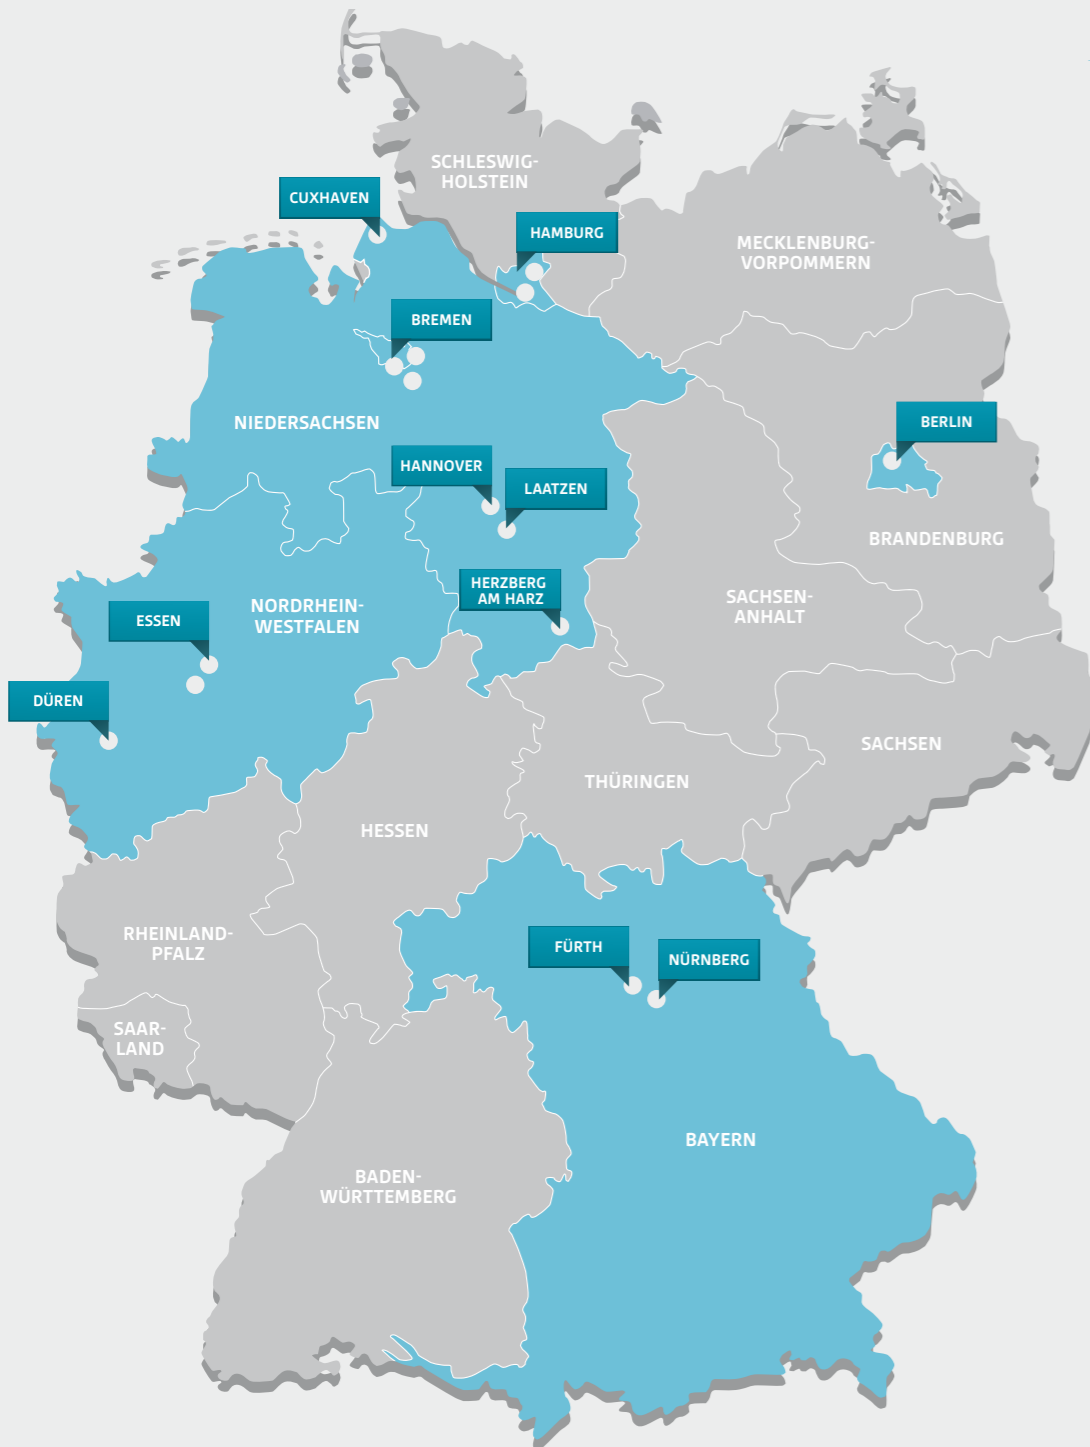 SCHLESWIG-
HOLSTEIN
CUXHAVEN
HAMBURG
MECKLENBURG-
VORPOMMERN
BREMEN
NIEDERSACHSEN
BERLIN
HANNOVER
LAATZEN
BRANDENBURG
HERZBERG
AM HARZ
SACHSEN-
ANHALT
NORDRHEIN-
WESTFALEN
ESSEN
DÜREN
SACHSEN
THÜRINGEN
HESSEN
RHEINLAND-
PFALZ
FÜRTH
NÜRNBERG
SAAR-
LAND
BAYERN
BADEN-
WÜRTTEMBERG